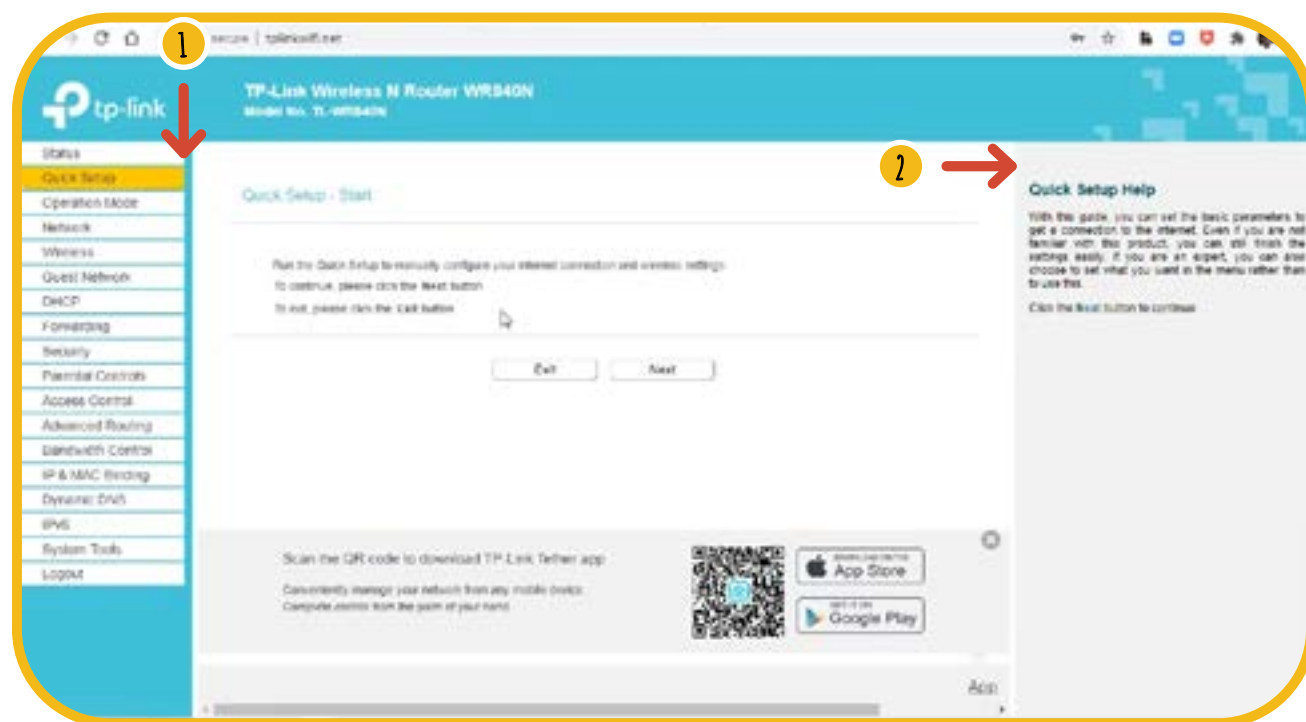 1
secure | tplinkwifi.net
tp-link
TP-Link Wireless N Router WR840N
Model No. TL-WR840N
Status
Quick Setup
Operation Mode
Network
Wireless
Guest Network
DHCP
Forwarding
Security
Parental Controls
Access Control
Advanced Routing
Bandwidth Control
IP & MAC Binding
Dynamic DNS
IPv6
System Tools
Logout
Quick Setup - Start
Run the Quick Setup to manually configure your internet connection and wireless settings.
To continue, please click the Next button.
To exit, please click the Exit button.
Exit
Next
2
Quick Setup Help
With this guide, you can set the basic parameters to
get a connection to the internet. Even if you are not
familiar with this product, you can still finish the
settings easily. If you are an expert, you can also
choose to set what you want in the menu rather than
to use this.
Click the Next button to continue.
Scan the QR code to download TP-Link Tether app
Conveniently manage your network from any mobile device.
Complete control from the palm of your hand.
DOWNLOAD ON THE
App Store
GET IT ON
Google Play
App